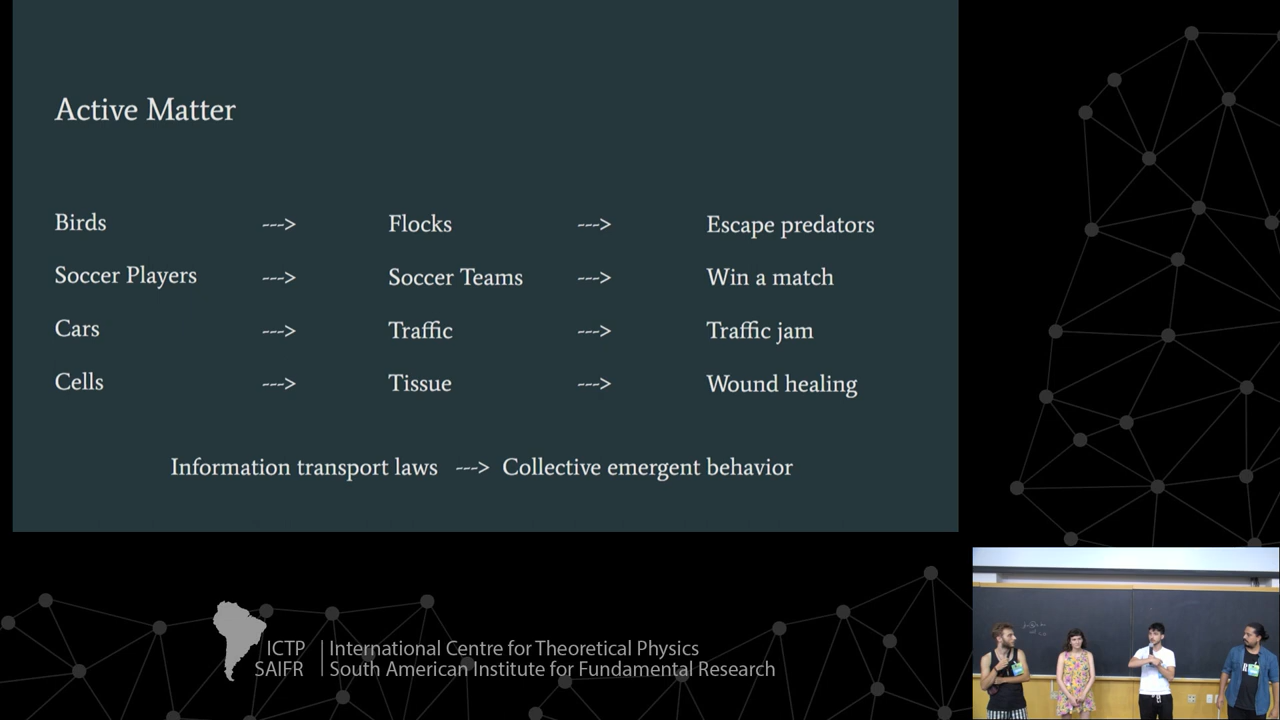 Active Matter
Birds ---> Flocks ---> Escape predators
Soccer Players ---> Soccer Teams ---> Win a match
Cars ---> Traffic ---> Traffic jam
Cells ---> Tissue ---> Wound healing
Information transport laws ---> Collective emergent behavior
ICTP | International Centre for Theoretical Physics
SAIFR | South American Institute for Fundamental Research